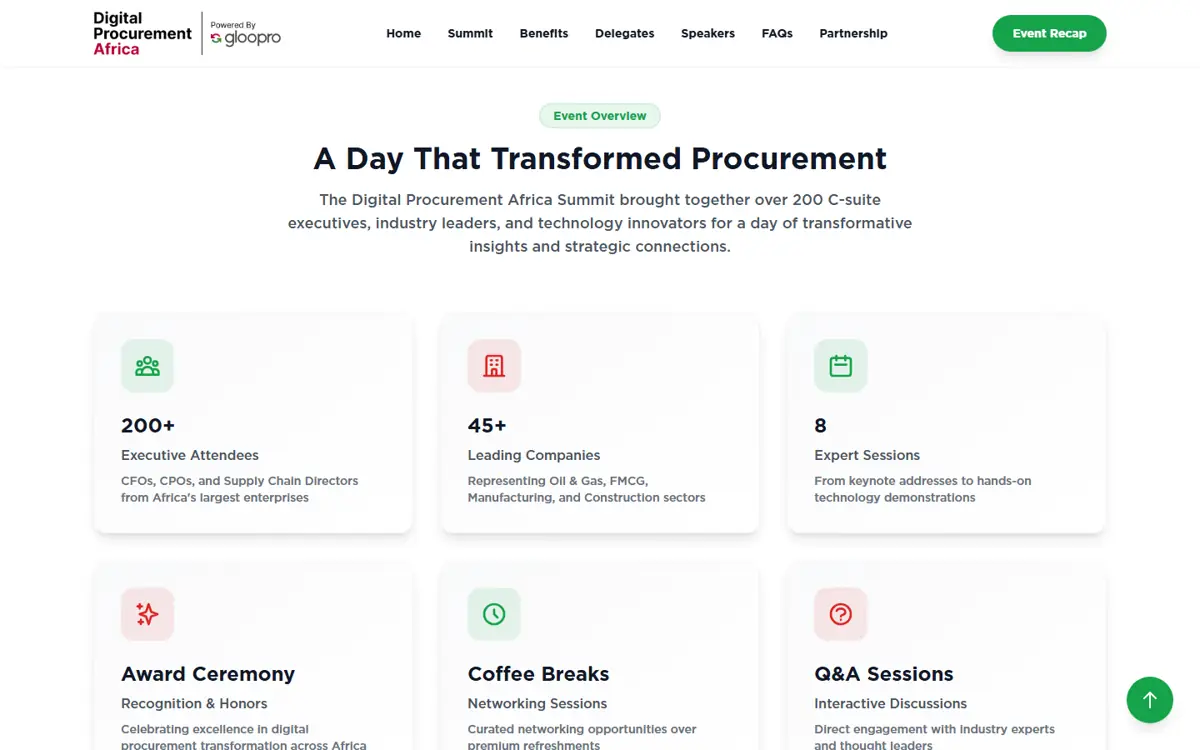 Digital
Procurement
Africa
Powered By
gloopro
Home
Summit
Benefits
Delegates
Speakers
FAQs
Partnership
Event Recap
Event Overview
A Day That Transformed Procurement
The Digital Procurement Africa Summit brought together over 200 C-suite
executives, industry leaders, and technology innovators for a day of transformative
insights and strategic connections.
200+
Executive Attendees
CFOs, CPOs, and Supply Chain Directors
from Africa's largest enterprises
45+
Leading Companies
Representing Oil & Gas, FMCG,
Manufacturing, and Construction sectors
8
Expert Sessions
From keynote addresses to hands-on
technology demonstrations
Award Ceremony
Recognition & Honors
Celebrating excellence in digital
procurement transformation across Africa
Coffee Breaks
Networking Sessions
Curated networking opportunities over
premium refreshments
Q&A Sessions
Interactive Discussions
Direct engagement with industry experts
and thought leaders